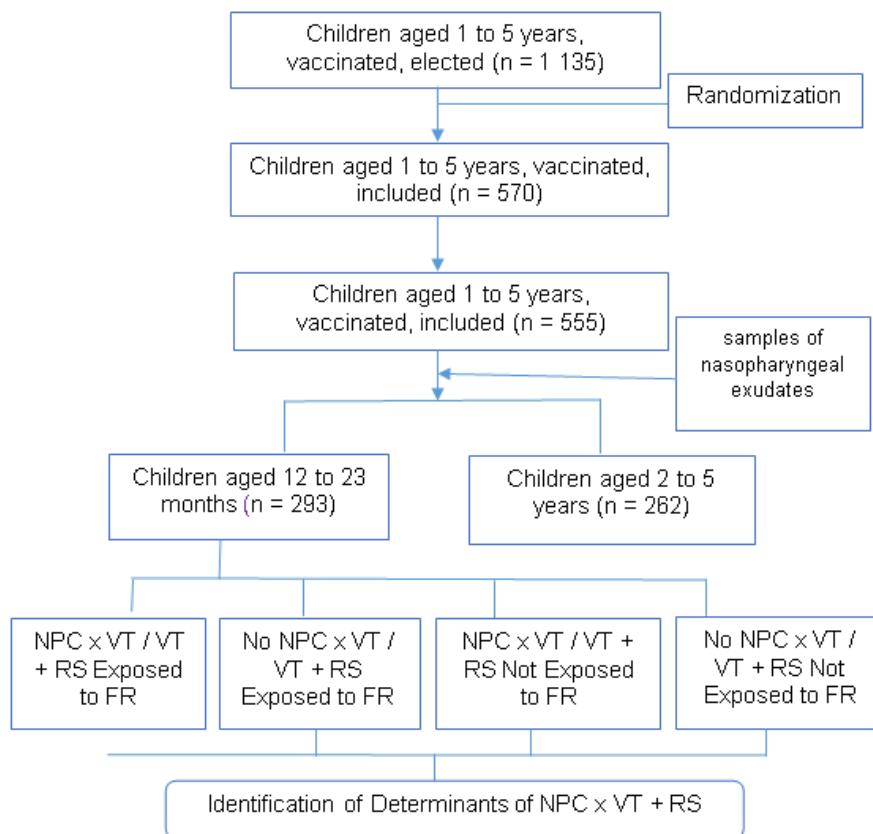 Children aged 1 to 5 years,
vaccinated, elected (n = 1 135)
Randomization
Children aged 1 to 5 years, vaccinated,
included (n = 570)
Children aged 1 to 5 years,
vaccinated, included (n = 555)
samples of
nasopharyngeal
exudates
Children aged 12 to 23
months (n = 293)
Children aged 2 to 5
years (n = 262)
NPC x VT / VT
+ RS Exposed
to FR
No NPC x VT /
VT + RS
Exposed to FR
NPC x VT / VT +
RS Not Exposed
to FR
No NPC x VT /
VT + RS Not
Exposed to FR
Identification of Determinants of NPC x VT + RS